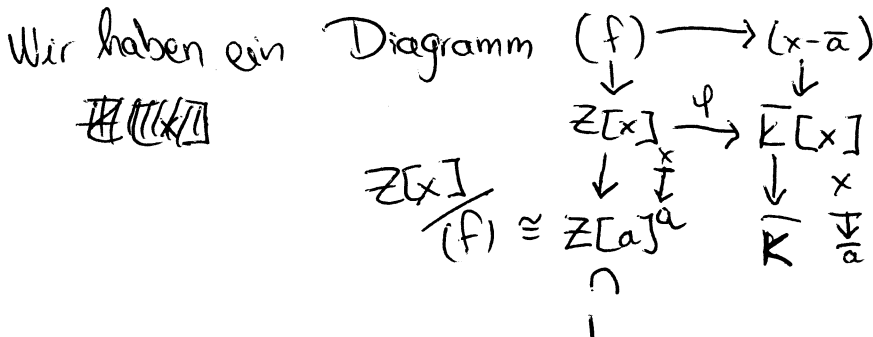 Wir haben ein Diagramm (f) → (x-ā)
↓ ↓
Z[x] →φ K̄[x]
Z[x]/(f) ≅ Z[a] ↓ x ↦ a ↓ x ↦ ā
K̄
∩